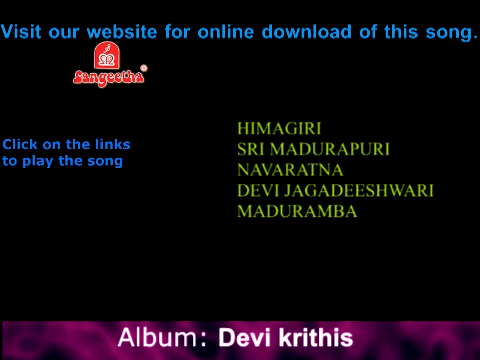 Visit our website for online download of this song.
Sangeetha
Click on the links
to play the song
HIMAGIRI
SRI MADURAPURI
NAVARATNA
DEVI JAGADEESHWARI
MADURAMBA
Album: Devi krithis